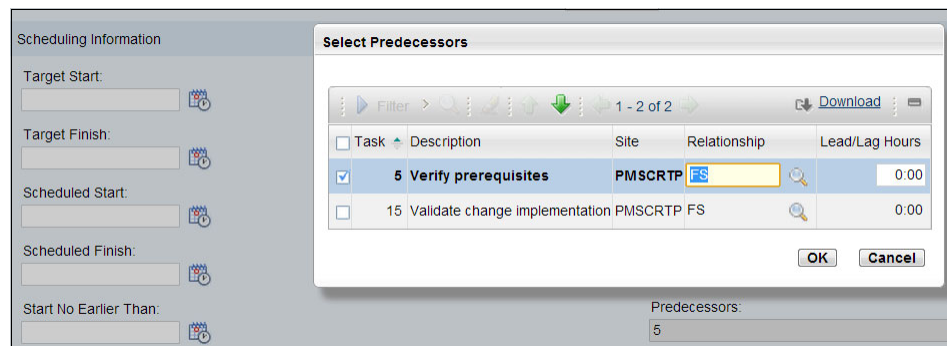 Scheduling Information
Target Start:
Target Finish:
Scheduled Start:
Scheduled Finish:
Start No Earlier Than:
Select Predecessors
Filter > 1 - 2 of 2 Download
Task Description Site Relationship Lead/Lag Hours
5 Verify prerequisites PMSCRTP FS 0:00
15 Validate change implementation PMSCRTP FS 0:00
OK Cancel
Predecessors:
5